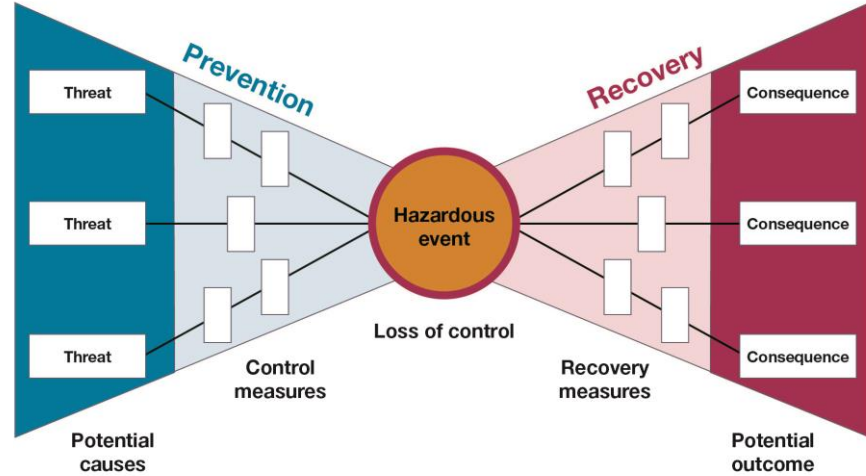 Prevention
Recovery
Threat
Consequence
Threat
Hazardous
event
Consequence
Threat
Loss of control
Consequence
Control
measures
Recovery
measures
Potential
causes
Potential
outcome